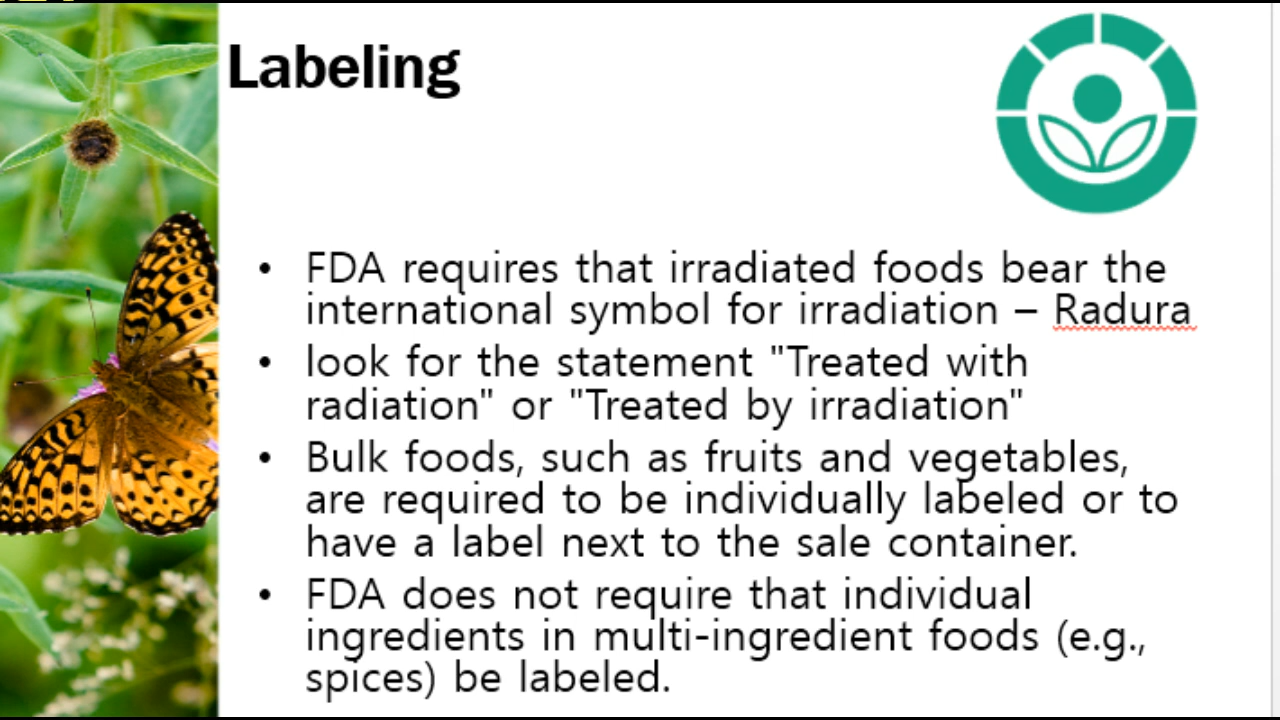 Labeling
• FDA requires that irradiated foods bear the
international symbol for irradiation – Radura
• look for the statement "Treated with
radiation" or "Treated by irradiation"
• Bulk foods, such as fruits and vegetables,
are required to be individually labeled or to
have a label next to the sale container.
• FDA does not require that individual
ingredients in multi-ingredient foods (e.g.,
spices) be labeled.